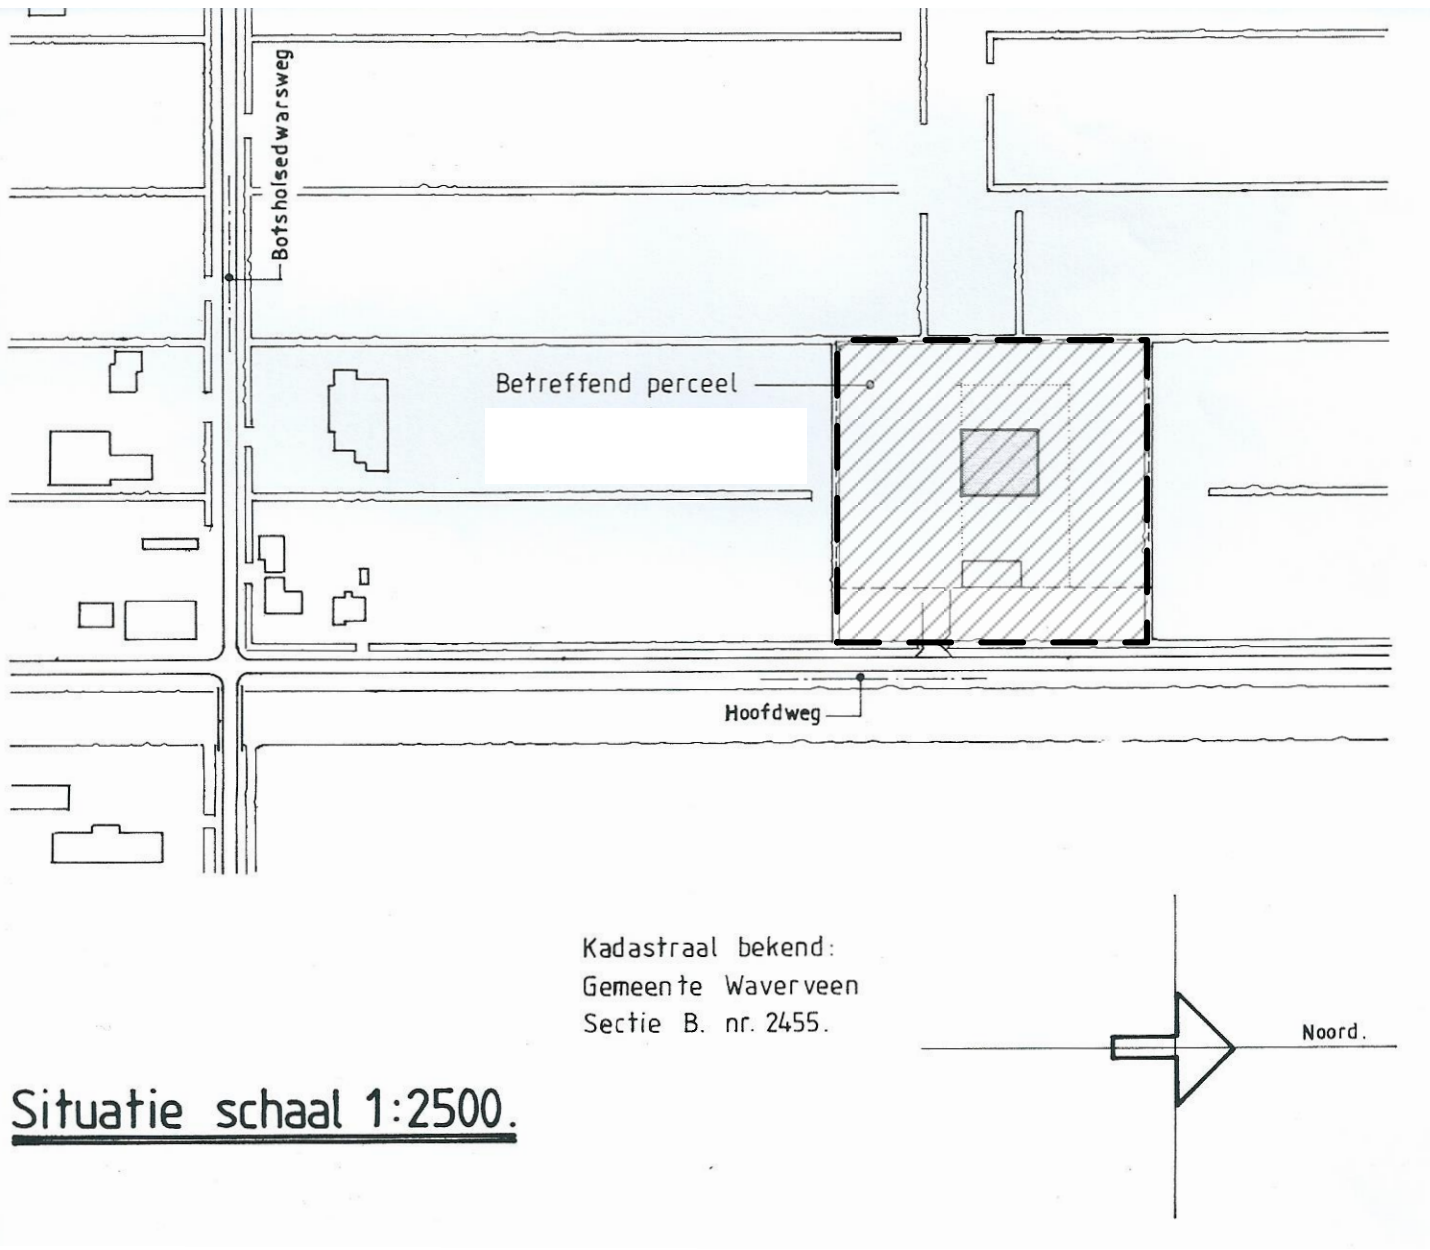 Botsholsedwarsweg
Betreffend perceel
Hoofdweg
Kadastraal bekend:
Gemeente Waverveen
Sectie B. nr. 2455.
Noord.
Situatie schaal 1:2500.